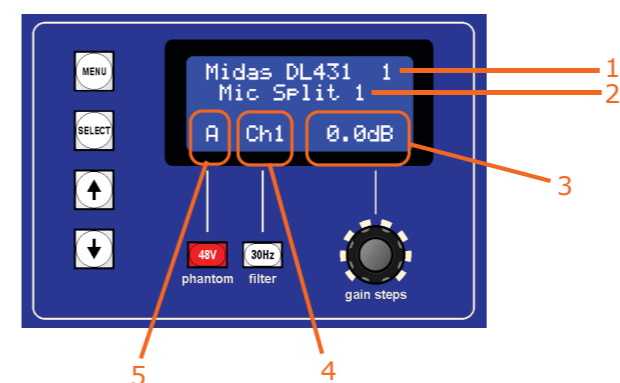 MENU
Midas DL431 1
1
Mic Split 1
2
SELECT
A Ch1 0.0dB
3
48V
30Hz
phantom
filter
gain steps
5
4